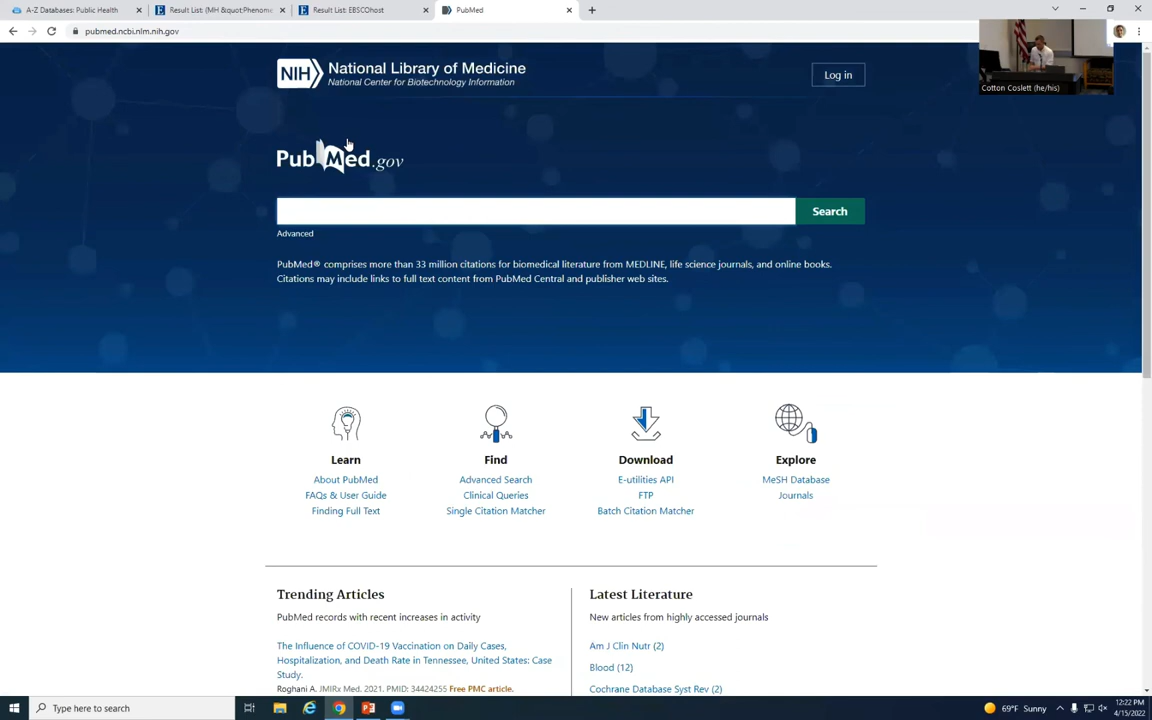 A-Z Databases: Public Health
Result List: (MH &quot;Phenome
Result List: EBSCOhost
PubMed
pubmed.ncbi.nlm.nih.gov
NIH National Library of Medicine
National Center for Biotechnology Information
Log in
Cotton Coslett (he/his)
PubMed.gov
Search
Advanced
PubMed® comprises more than 33 million citations for biomedical literature from MEDLINE, life science journals, and online books.
Citations may include links to full text content from PubMed Central and publisher web sites.
Learn
About PubMed
FAQs & User Guide
Finding Full Text
Find
Advanced Search
Clinical Queries
Single Citation Matcher
Download
E-utilities API
FTP
Batch Citation Matcher
Explore
MeSH Database
Journals
Trending Articles
PubMed records with recent increases in activity
The Influence of COVID-19 Vaccination on Daily Cases,
Hospitalization, and Death Rate in Tennessee, United States: Case
Study.
Roghani A. JMIRx Med. 2021. PMID: 34424255 Free PMC article.
Latest Literature
New articles from highly accessed journals
Am J Clin Nutr (2)
Blood (12)
Cochrane Database Syst Rev (2)
Type here to search
69°F Sunny
12:22 PM
4/15/2022